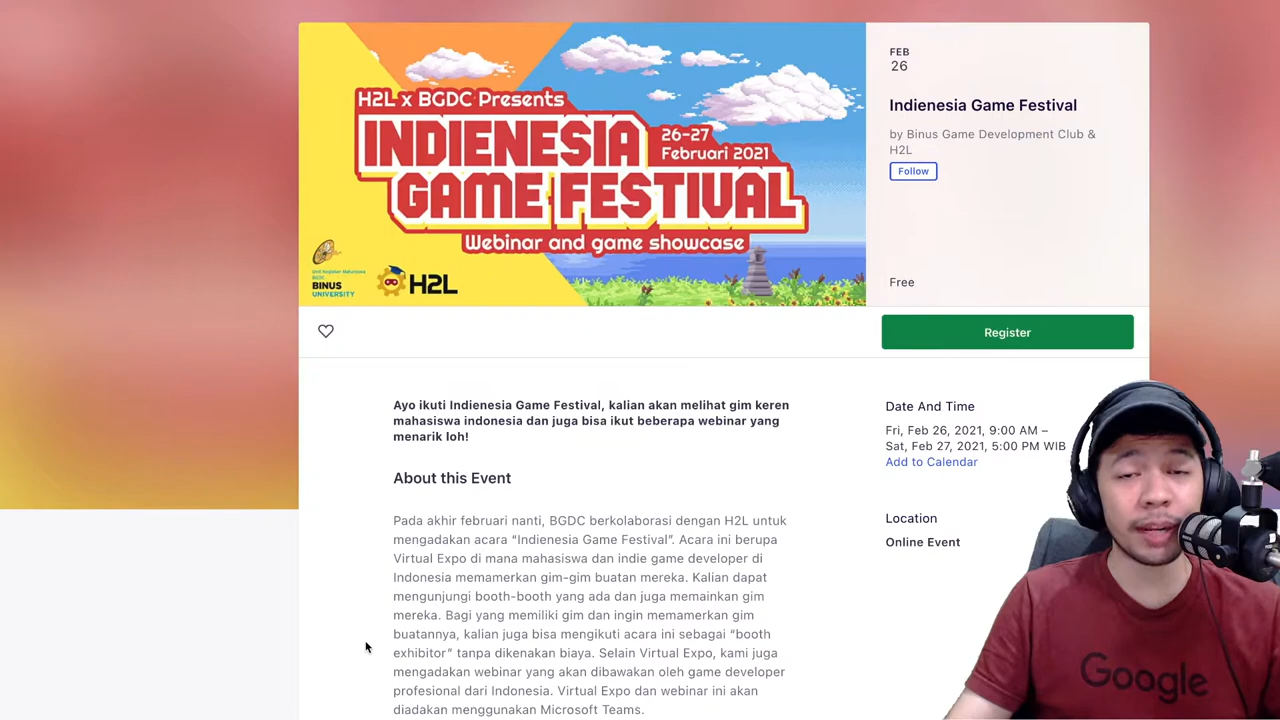 H2L x BGDC Presents
INDIENESIA
26-27
Februari 2021
GAME FESTIVAL
Webinar and game showcase
BGDC
BINUS
UNIVERSITY
H2L
FEB
26
Indienesia Game Festival
by Binus Game Development Club &
H2L
Follow
Free
Register
Ayo ikuti Indienesia Game Festival, kalian akan melihat gim keren
mahasiswa indonesia dan juga bisa ikut beberapa webinar yang
menarik loh!
About this Event
Pada akhir februari nanti, BGDC berkolaborasi dengan H2L untuk
mengadakan acara “Indienesia Game Festival”. Acara ini berupa
Virtual Expo di mana mahasiswa dan indie game developer di
Indonesia memamerkan gim-gim buatan mereka. Kalian dapat
mengunjungi booth-booth yang ada dan juga memainkan gim
mereka. Bagi yang memiliki gim dan ingin memamerkan gim
buatannya, kalian juga bisa mengikuti acara ini sebagai “booth
exhibitor” tanpa dikenakan biaya. Selain Virtual Expo, kami juga
mengadakan webinar yang akan dibawakan oleh game developer
profesional dari Indonesia. Virtual Expo dan webinar ini akan
diadakan menggunakan Microsoft Teams.
Date And Time
Fri, Feb 26, 2021, 9:00 AM –
Sat, Feb 27, 2021, 5:00 PM WIB
Add to Calendar
Location
Online Event
Google